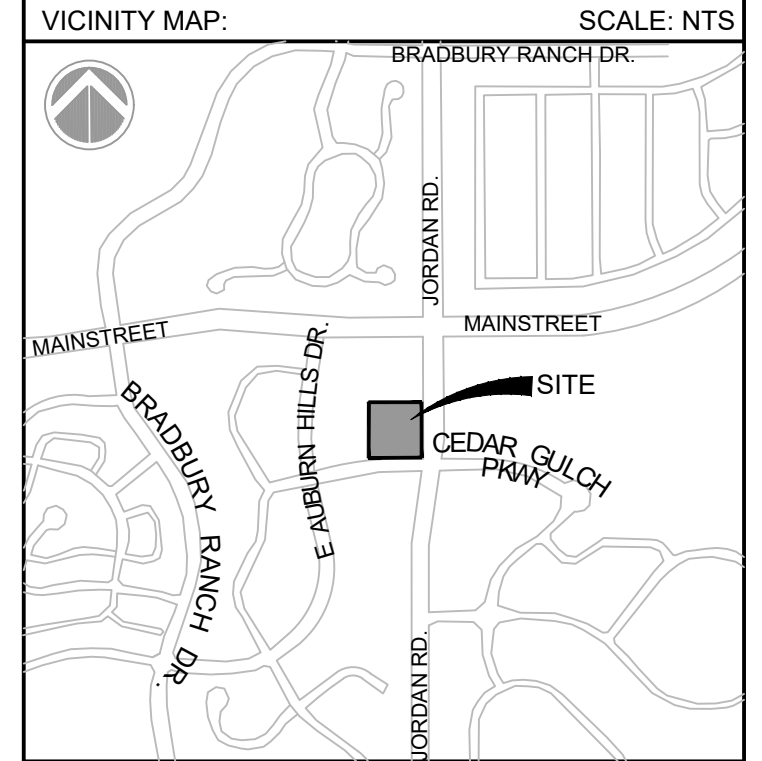 VICINITY MAP: SCALE: NTS
BRADBURY RANCH DR.
JORDAN RD.
MAINSTREET
MAINSTREET
E AUBURN HILLS DR.
SITE
BRADBURY RANCH DR.
CEDAR GULCH
PKWY
JORDAN RD.